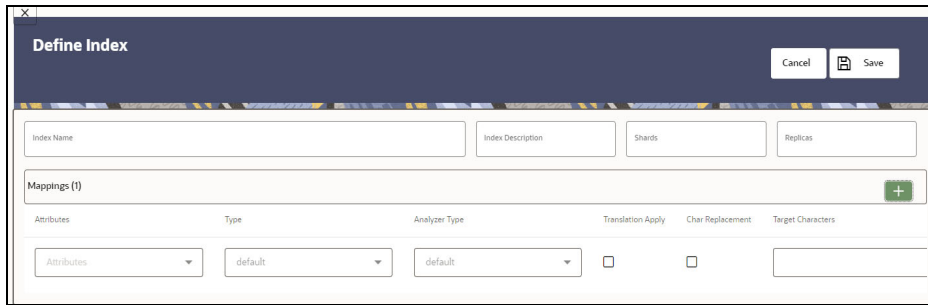 Define Index
Cancel Save
Index Name Index Description Shards Replicas
Mappings (1)
Attributes Type Analyzer Type Translation Apply Char Replacement Target Characters
Attributes default default